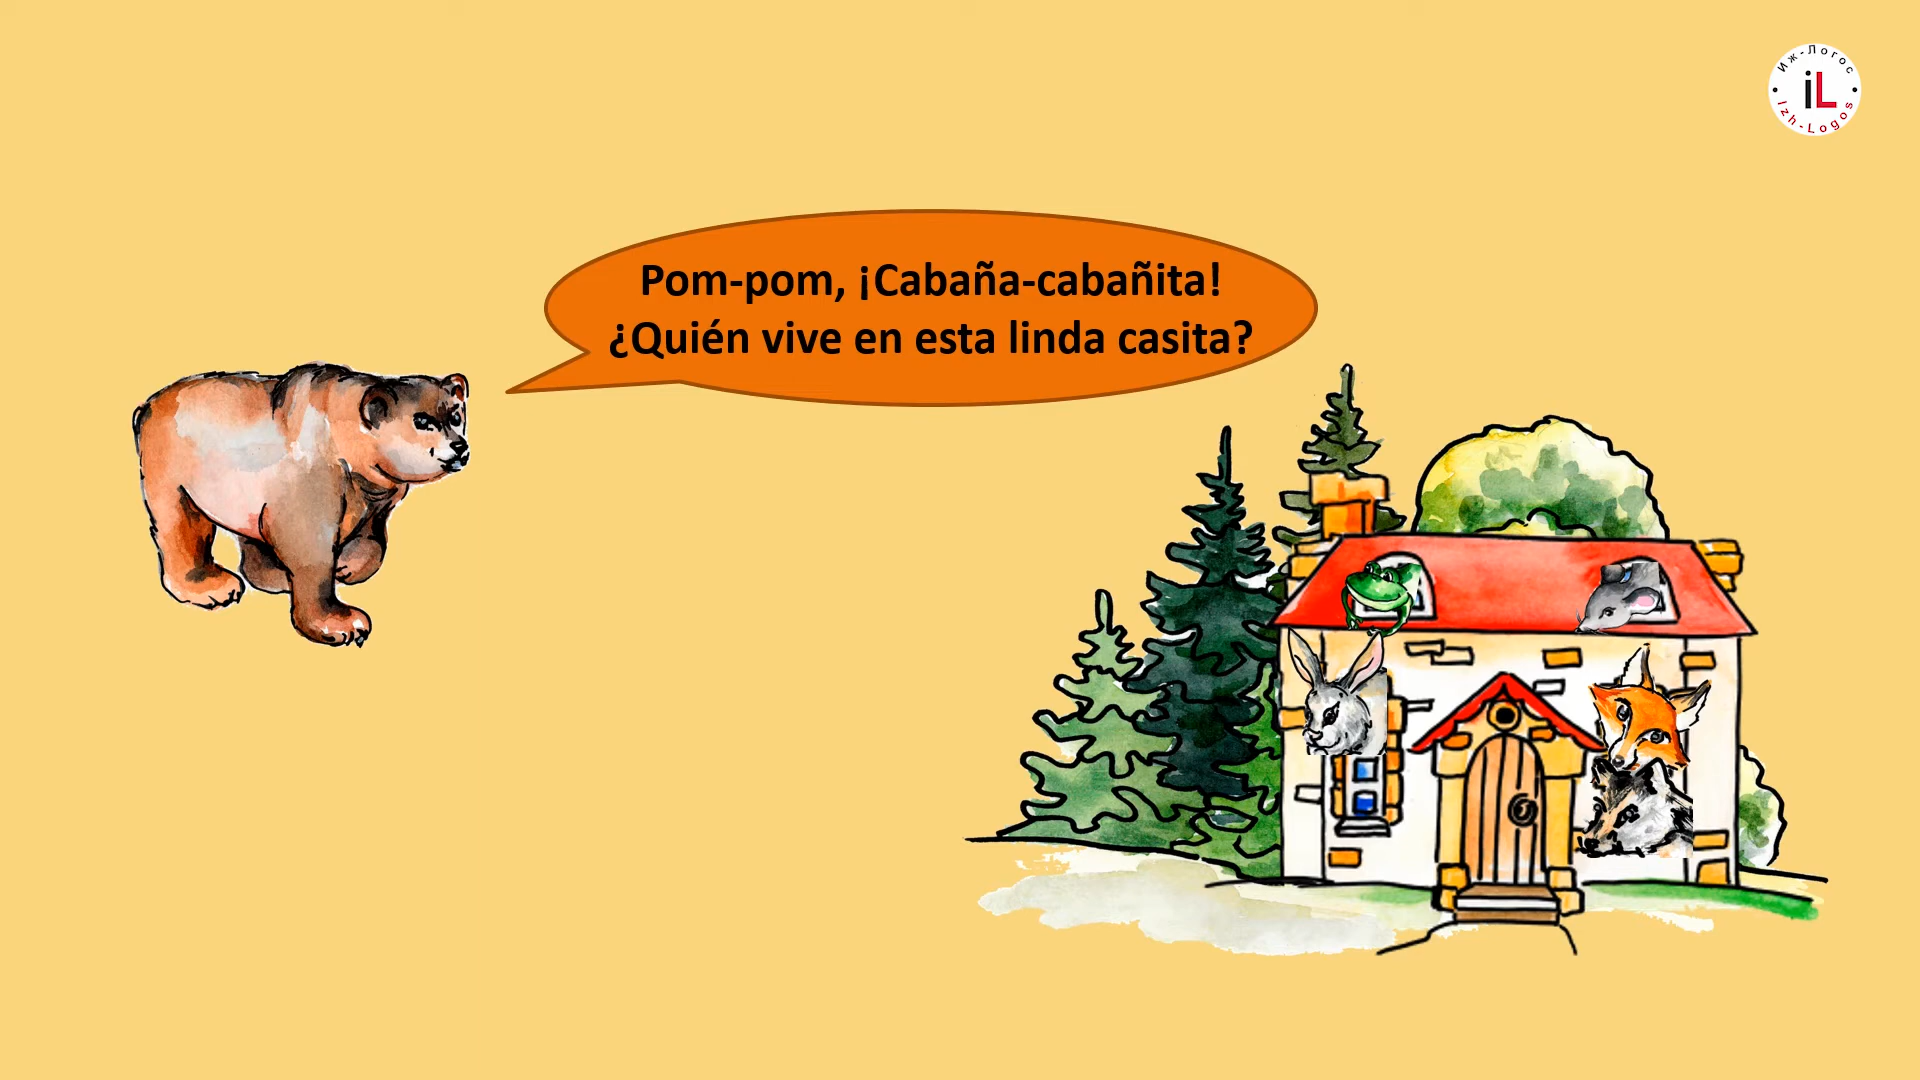 Иж-Логос
iL
Izh-Logos
Pom-pom, ¡Cabaña-cabañita!
¿Quién vive en esta linda casita?